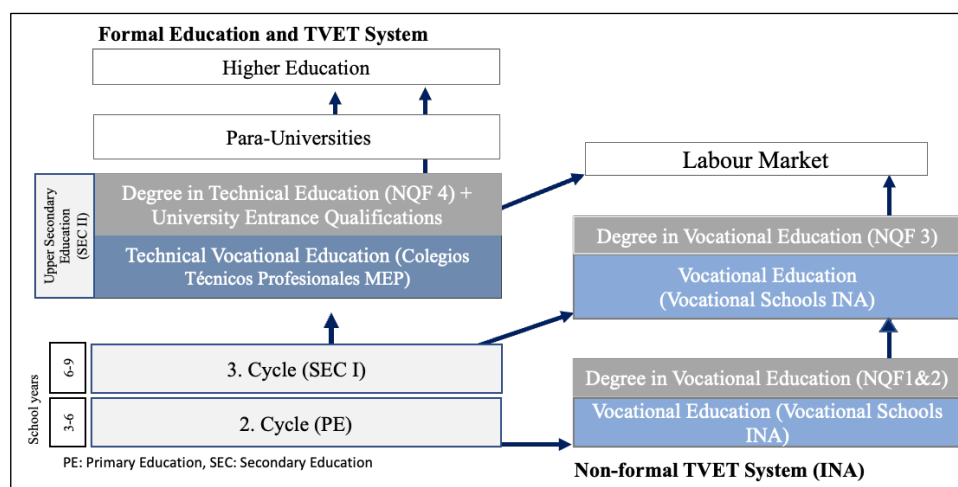 Formal Education and TVET System
Higher Education
Para-Universities
Upper Secondary
Education
(SEC II)
Degree in Technical Education (NQF 4) +
University Entrance Qualifications
Technical Vocational Education (Colegios
Técnicos Profesionales MEP)
School years
6-9
3. Cycle (SEC I)
3-6
2. Cycle (PE)
PE: Primary Education, SEC: Secondary Education
Labour Market
Degree in Vocational Education (NQF 3)
Vocational Education
(Vocational Schools INA)
Degree in Vocational Education (NQF1&2)
Vocational Education (Vocational Schools
INA)
Non-formal TVET System (INA)